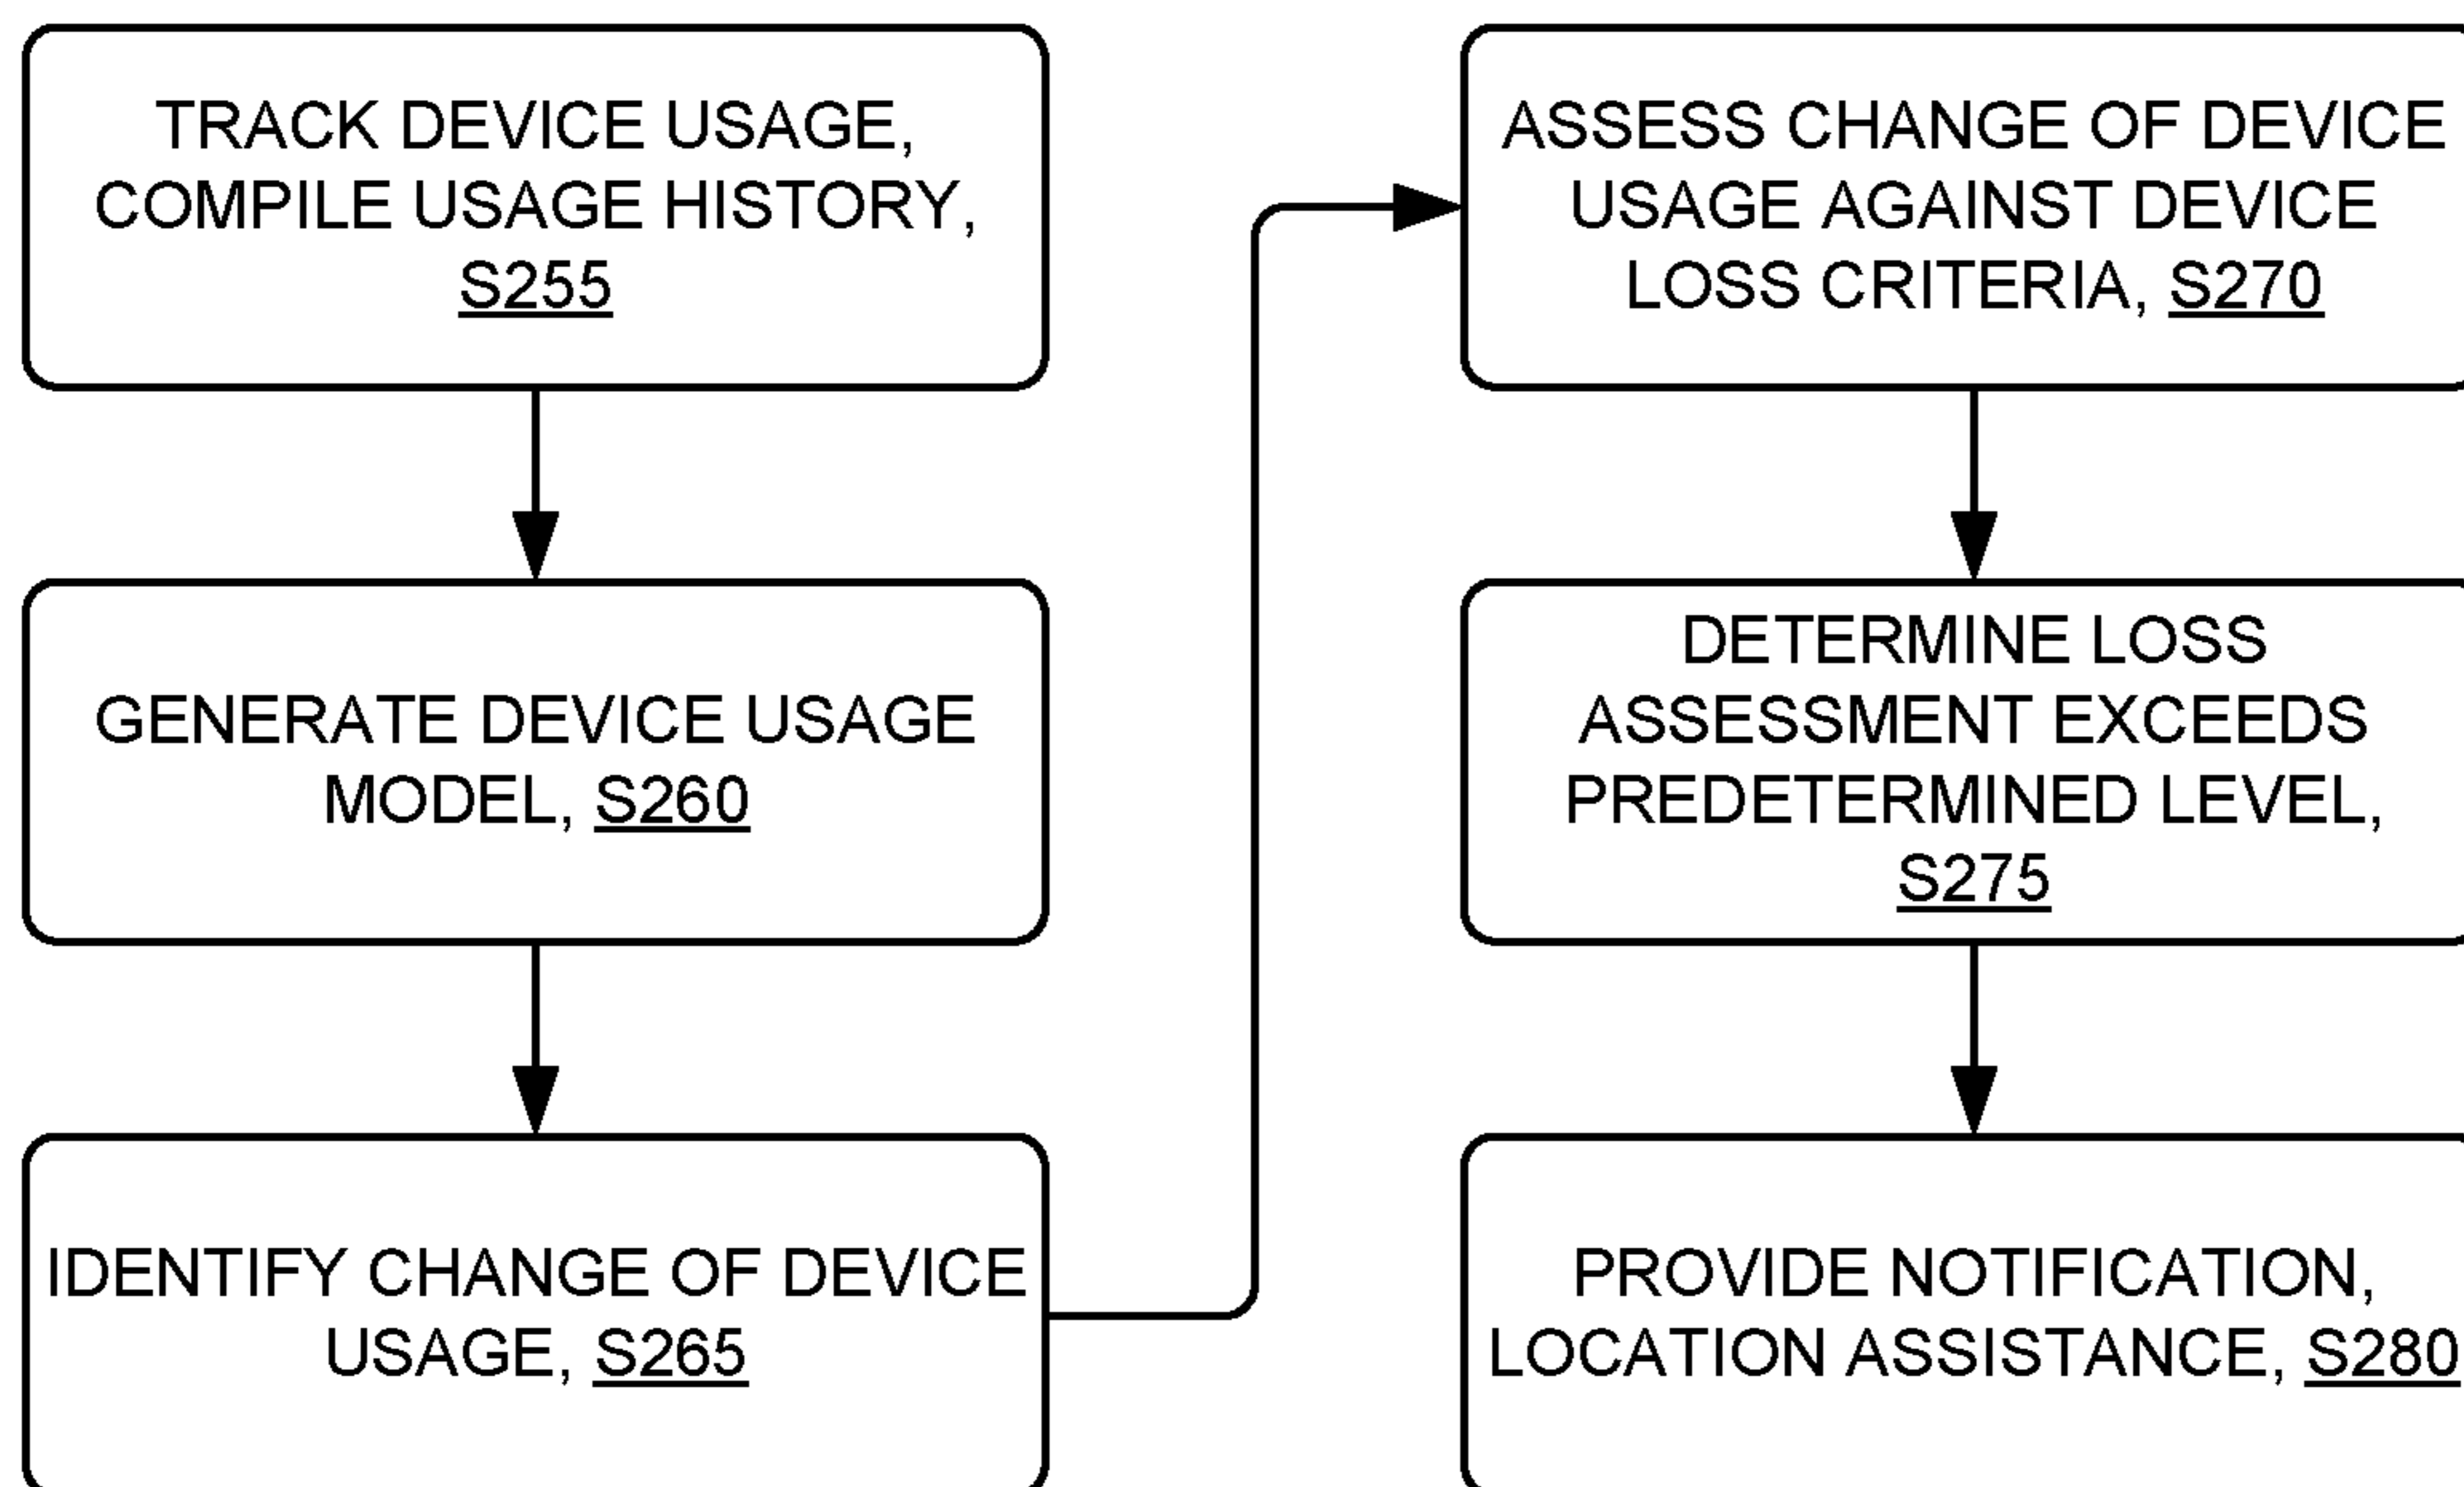 TRACK DEVICE USAGE,
COMPILE USAGE HISTORY,
S255
GENERATE DEVICE USAGE
MODEL, S260
IDENTIFY CHANGE OF DEVICE
USAGE, S265
ASSESS CHANGE OF DEVICE
USAGE AGAINST DEVICE
LOSS CRITERIA, S270
DETERMINE LOSS
ASSESSMENT EXCEEDS
PREDETERMINED LEVEL,
S275
PROVIDE NOTIFICATION,
LOCATION ASSISTANCE, S280